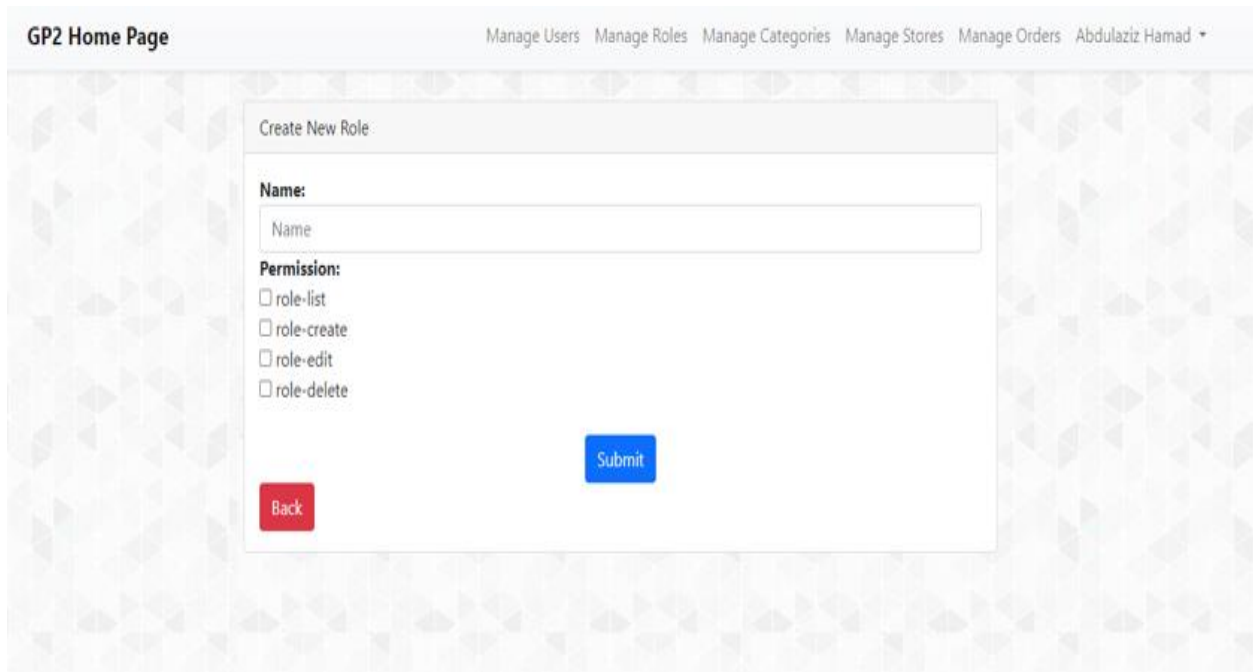 GP2 Home Page
Manage Users Manage Roles Manage Categories Manage Stores Manage Orders Abdulaziz Hamad
Create New Role
Name:
Name
Permission:
role-list
role-create
role-edit
role-delete
Submit
Back